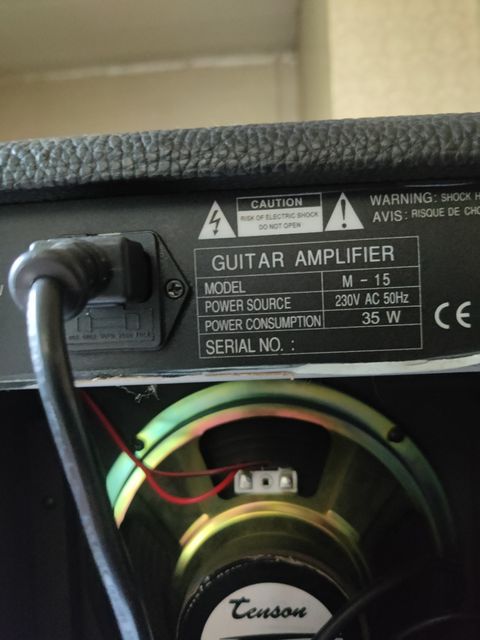 CAUTION
RISK OF ELECTRIC SHOCK
DO NOT OPEN
WARNING: SHOCK H
AVIS: RISQUE DE CHO
GUITAR AMPLIFIER
MODEL M - 15
POWER SOURCE 230V AC 50Hz
POWER CONSUMPTION 35 W
SERIAL NO. :
CE
Tenson